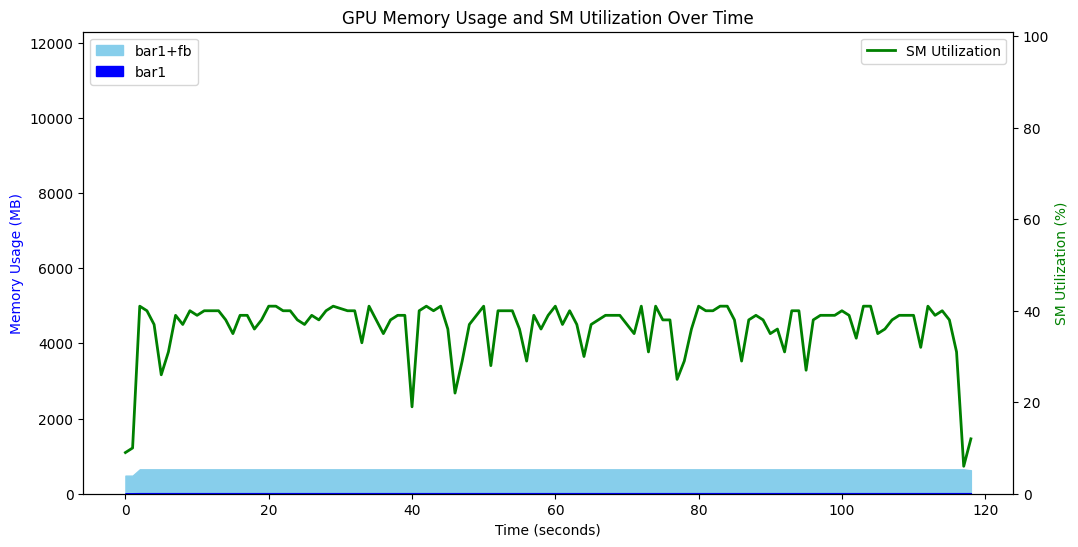 GPU Memory Usage and SM Utilization Over Time
bar1+fb
bar1
SM Utilization
Memory Usage (MB)
12000
10000
8000
6000
4000
2000
0
100
80
60
40
20
0
SM Utilization (%)
0 20 40 60 80 100 120
Time (seconds)